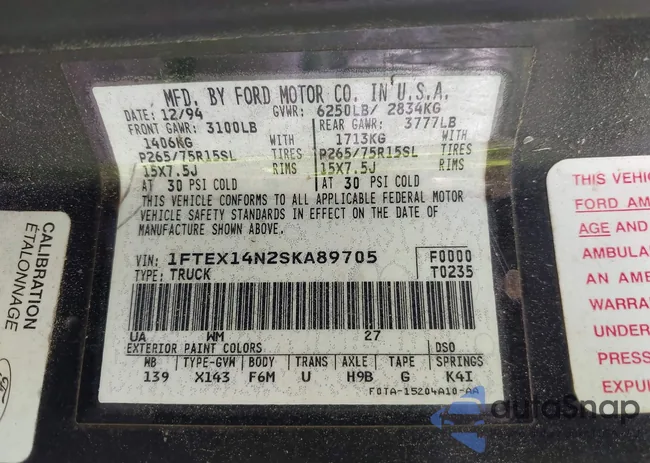 MFD. BY FORD MOTOR CO. IN U.S.A.
DATE: 12/94 GVWR: 6250LB/ 2834KG
FRONT GAWR: 3100LB REAR GAWR: 3777LB
1406KG WITH 1713KG WITH
P265/75R15SL TIRES P265/75R15SL TIRES
15X7.5J RIMS 15X7.5J RIMS
AT 30 PSI COLD AT 30 PSI COLD
THIS VEHICLE CONFORMS TO ALL APPLICABLE FEDERAL MOTOR
VEHICLE SAFETY STANDARDS IN EFFECT ON THE DATE OF
MANUFACTURE SHOWN ABOVE.
VIN: 1FTEX14N2SKA89705 F0000
TYPE: TRUCK T0235
UA WM 27
EXTERIOR PAINT COLORS DSO
WB TYPE-GVW BODY TRANS AXLE TAPE SPRINGS
139 X143 F6M U H9B G K4I
F0TA-15204A10-AA
CALIBRATION
ÉTALONNAGE
THIS VEHIC
FORD AM
AGE AND
AMBULA
AN AME
WARRA
UNDER
PRESS
EXPU
autoSnap